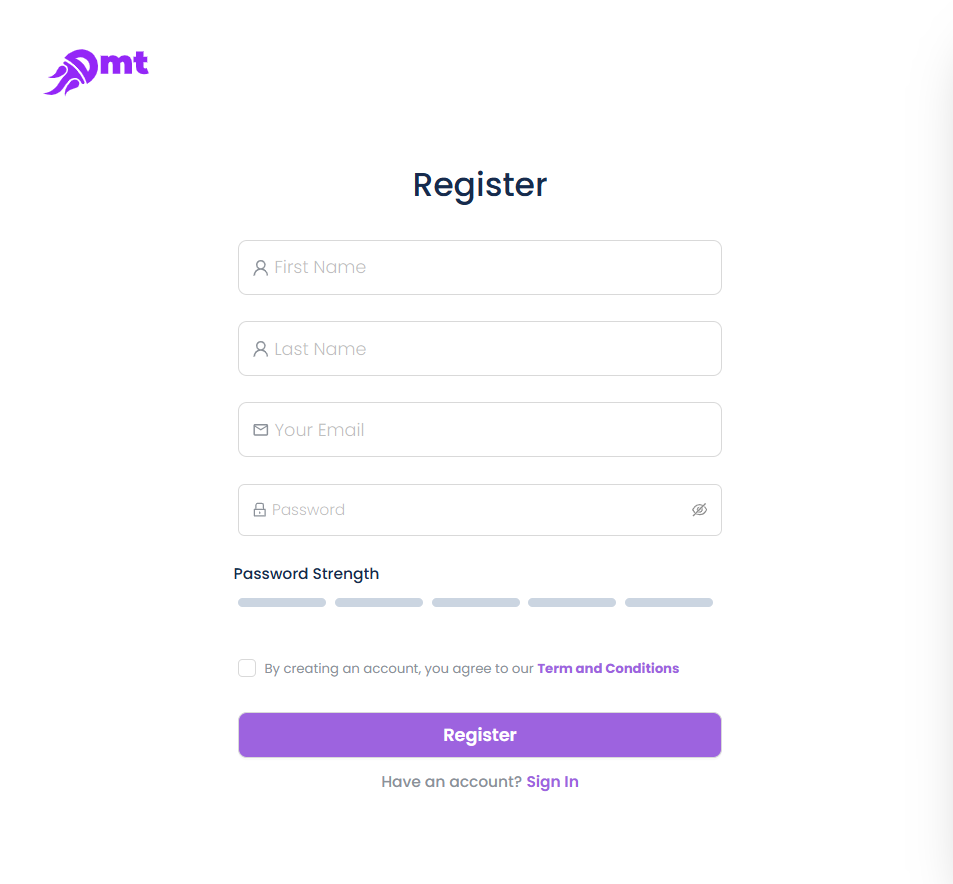 mt
Register
First Name
Last Name
Your Email
Password
Password Strength
By creating an account, you agree to our Term and Conditions
Register
Have an account? Sign In